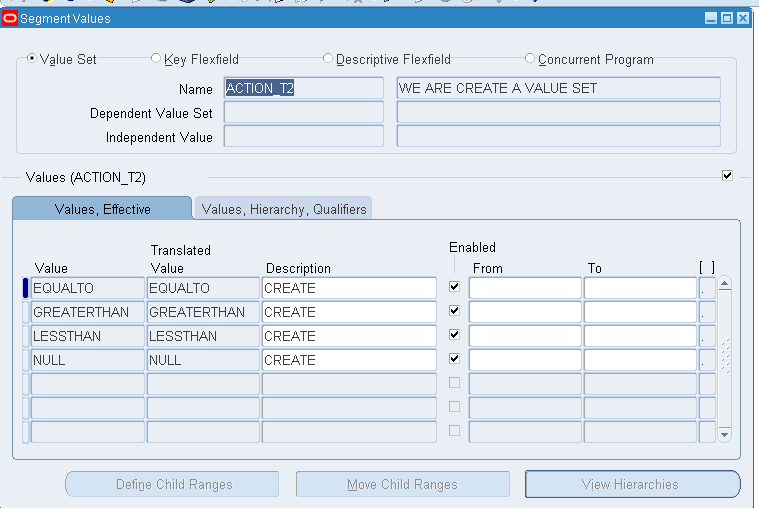 Segment Values
Value Set Key Flexfield Descriptive Flexfield Concurrent Program
Name ACTION_T2 WE ARE CREATE A VALUE SET
Dependent Value Set
Independent Value
Values (ACTION_T2)
Values, Effective Values, Hierarchy, Qualifiers
Translated Enabled
Value Value Description From To [ ]
EQUALTO EQUALTO CREATE .
GREATERTHAN GREATERTHAN CREATE .
LESSTHAN LESSTHAN CREATE .
NULL NULL CREATE .
Define Child Ranges Move Child Ranges View Hierarchies